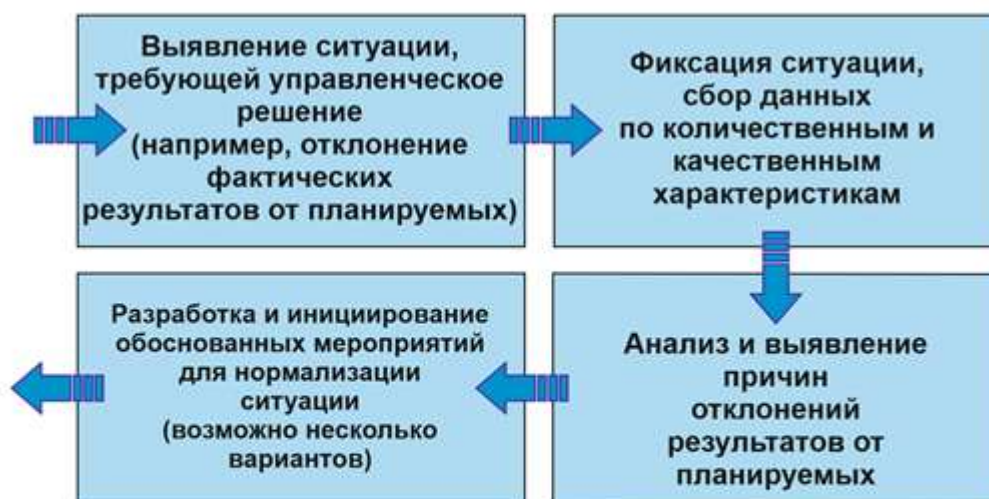 Выявление ситуации,
требующей управленческое
решение
(например, отклонение
фактических
результатов от планируемых)
Фиксация ситуации,
сбор данных
по количественным и
качественным
характеристикам
Анализ и выявление
причин
отклонений
результатов от
планируемых
Разработка и инициирование
обоснованных мероприятий
для нормализации
ситуации
(возможно несколько
вариантов)